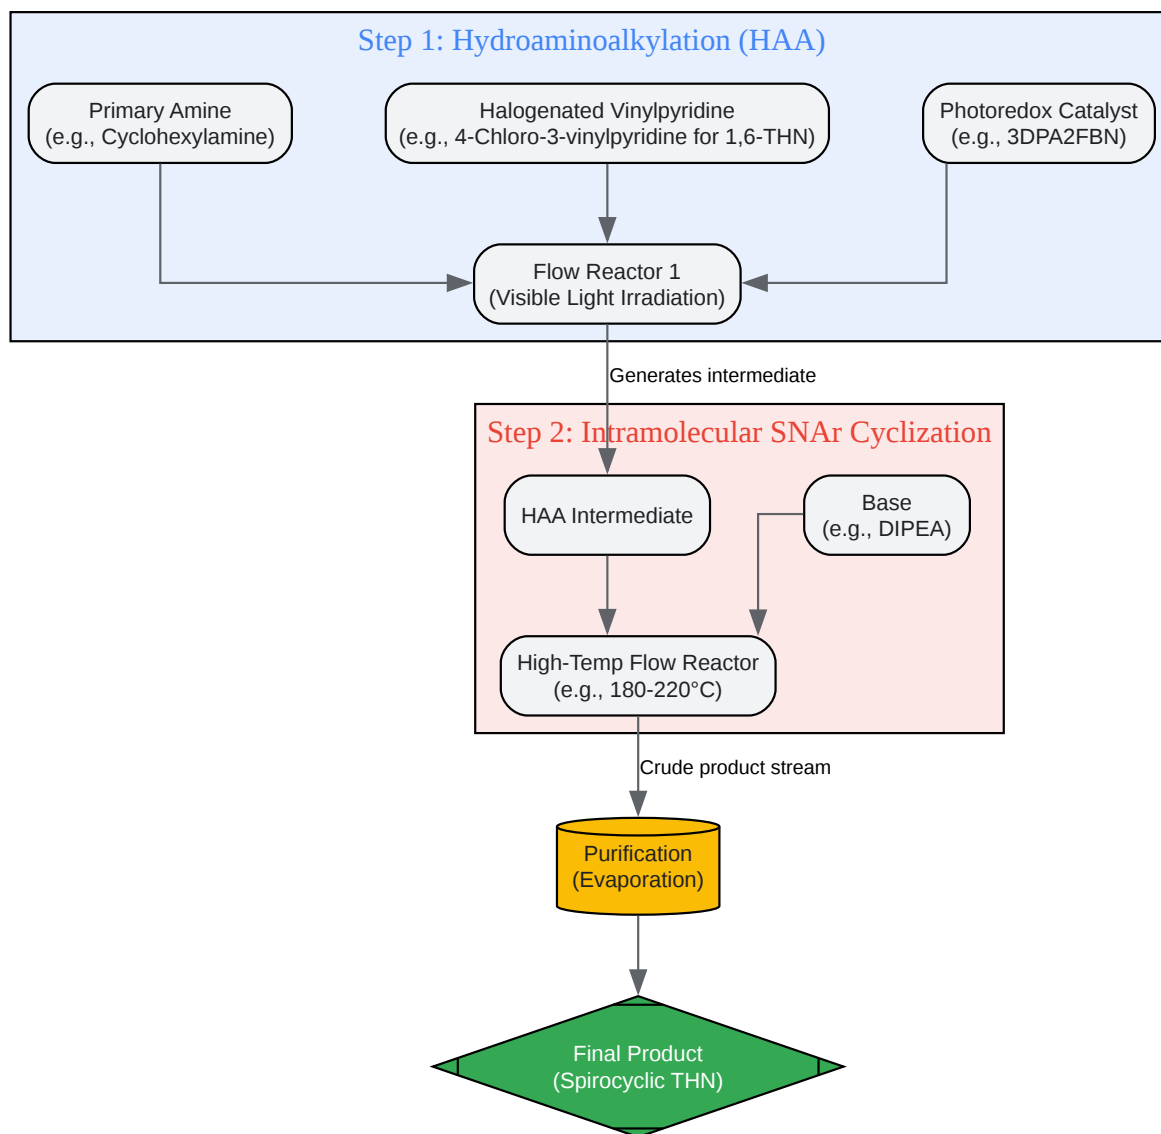 Step 1: Hydroaminoalkylation (HAA)
Primary Amine
(e.g., Cyclohexylamine)
Halogenated Vinylpyridine
(e.g., 4-Chloro-3-vinylpyridine for 1,6-THN)
Photoredox Catalyst
(e.g., 3DPA2FBN)
Flow Reactor 1
(Visible Light Irradiation)
Generates intermediate
Step 2: Intramolecular SNAr Cyclization
HAA Intermediate
Base
(e.g., DIPEA)
High-Temp Flow Reactor
(e.g., 180-220°C)
Crude product stream
Purification
(Evaporation)
Final Product
(Spirocyclic THN)